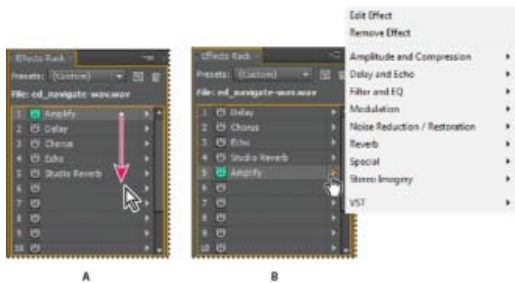 Effects Rack
Presets: (Custom)
File: ed_navigate-wav.wav
1 Amplify
2 Delay
3 Chorus
4 Echo
5 Studio Reverb
6
7
8
9
10
A
Effects Rack
Presets: (Custom)
File: ed_navigate-wav.wav
1 Delay
2 Chorus
3 Echo
4 Studio Reverb
5 Amplify
6
7
8
9
10
B
Edit Effect
Remove Effect
Amplitude and Compression
Delay and Echo
Filter and EQ
Modulation
Noise Reduction / Restoration
Reverb
Special
Stereo Imagery
VST